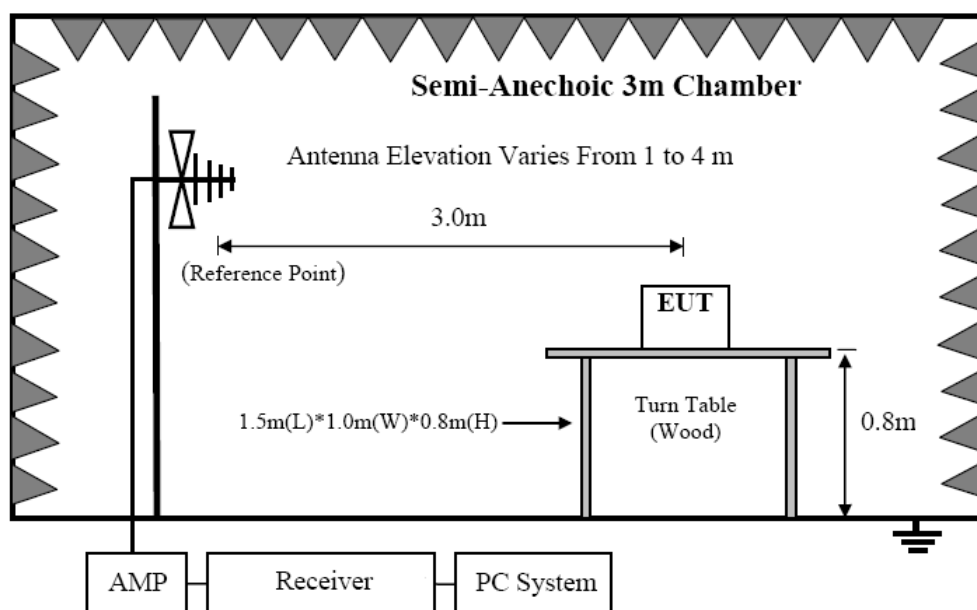 Semi-Anechoic 3m Chamber
Antenna Elevation Varies From 1 to 4 m
3.0m
(Reference Point)
EUT
1.5m(L)*1.0m(W)*0.8m(H)
Turn Table
(Wood)
0.8m
AMP
Receiver
PC System